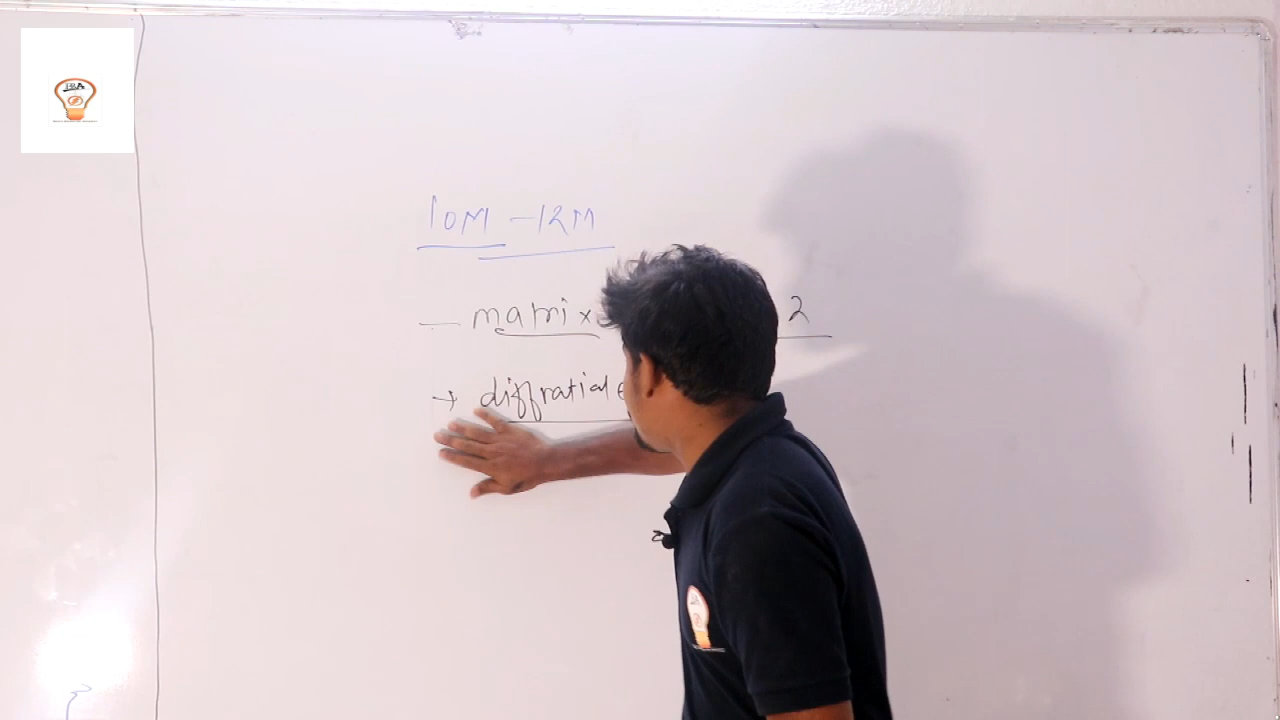 10M - 12M
- matrix 2
→ diffratial e